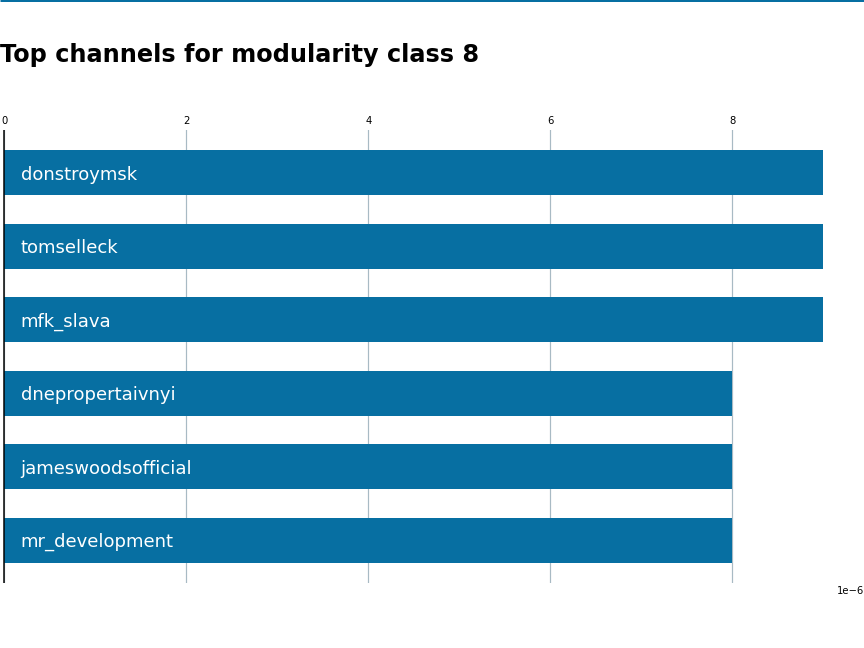 Top channels for modularity class 8
0 2 4 6 8
donstroymsk
tomselleck
mfk_slava
dnepropertaivnyi
jameswoodsofficial
mr_development
1e−6